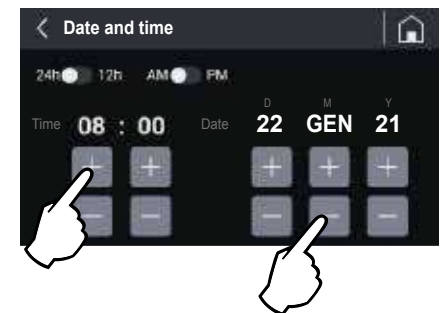 Date and time
24h 12h AM PM
D M Y
Time 08 : 00 Date 22 GEN 21
+ + + + +
− − − − −